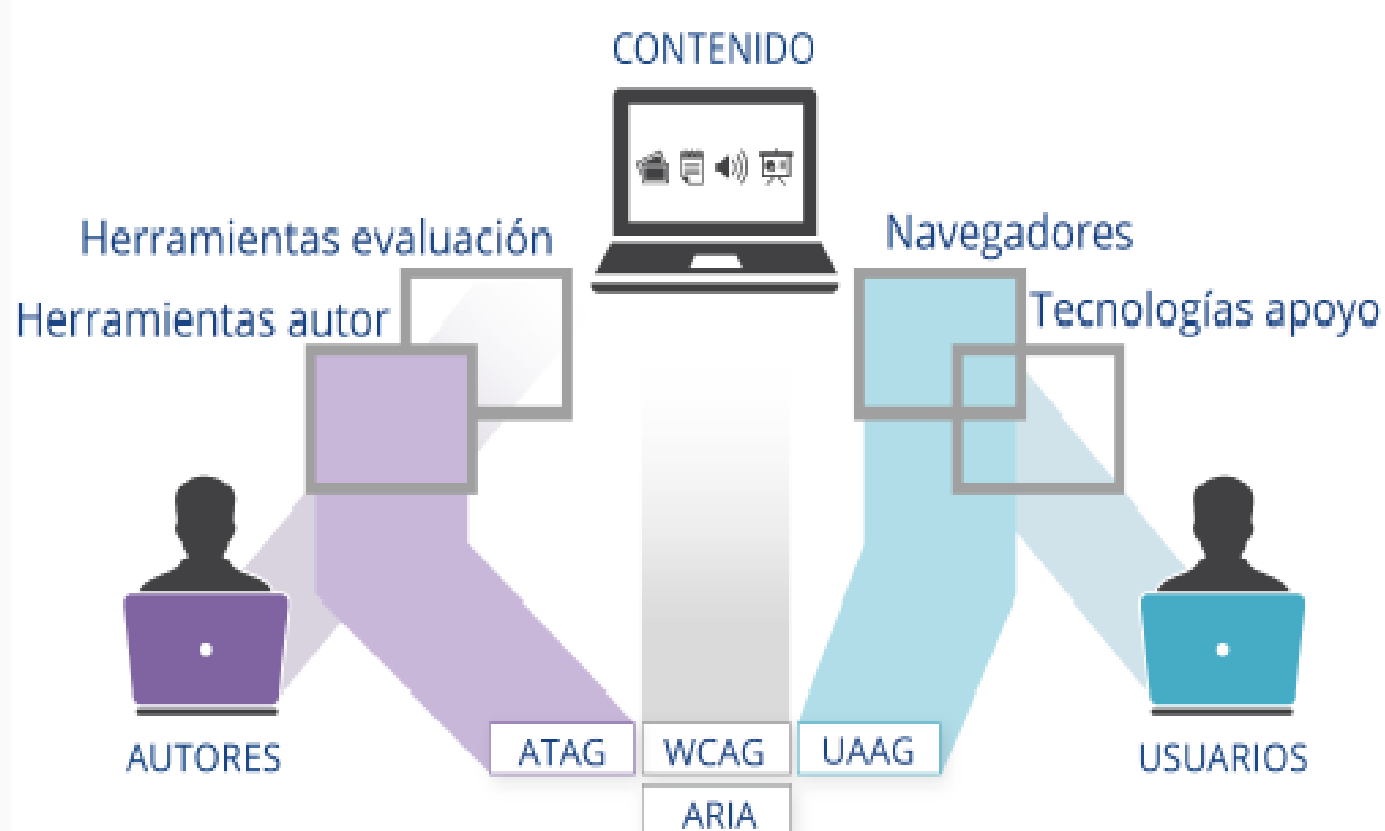 CONTENIDO
Herramientas evaluación
Navegadores
Herramientas autor
Tecnologías apoyo
AUTORES
ATAG
WCAG
UAAG
USUARIOS
ARIA